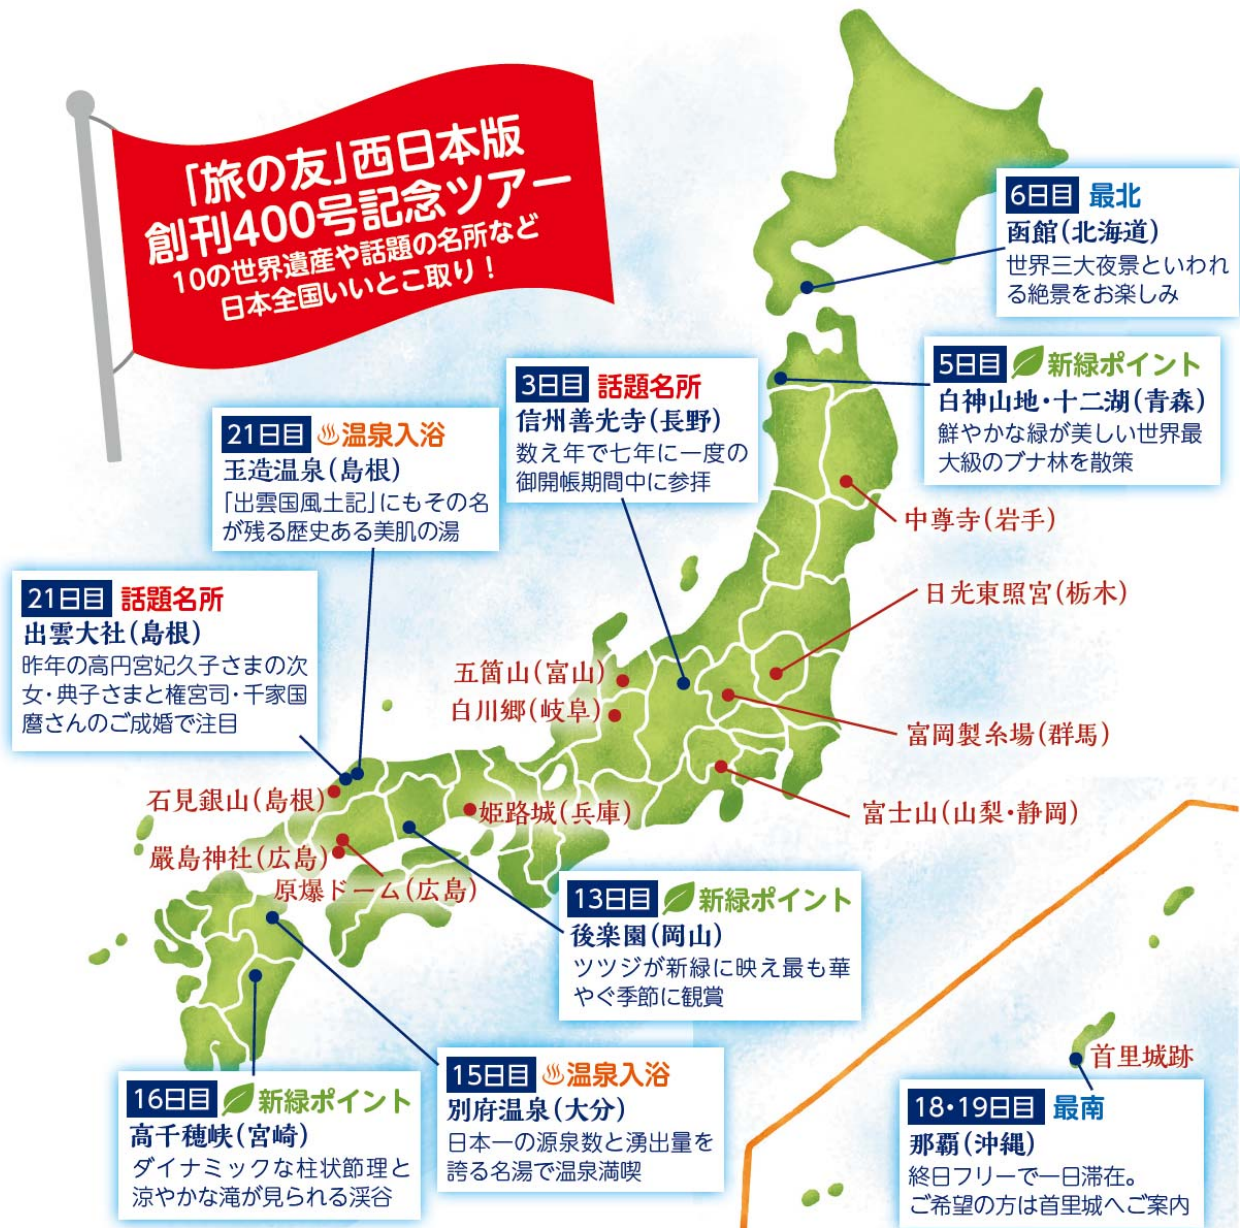 「旅の友」西日本版
創刊400号記念ツアー
10の世界遺産や話題の名所など
日本全国いいとこ取り！
6日目 最北
函館(北海道)
世界三大夜景といわれ
る絶景をお楽しみ
5日目 新緑ポイント
白神山地・十二湖(青森)
鮮やかな緑が美しい世界最
大級のブナ林を散策
3日目 話題名所
信州善光寺(長野)
数え年で七年に一度の
御開帳期間中に参拝
21日目 温泉入浴
玉造温泉(島根)
「出雲国風土記」にもその名
が残る歴史ある美肌の湯
21日目 話題名所
出雲大社(島根)
昨年の高円宮妃久子さまの次
女・典子さまと権宮司・千家国
麿さんのご成婚で注目
中尊寺(岩手)
日光東照宮(栃木)
五箇山(富山)
白川郷(岐阜)
富岡製糸場(群馬)
富士山(山梨・静岡)
石見銀山(島根)
姫路城(兵庫)
嚴島神社(広島)
原爆ドーム(広島)
13日目 新緑ポイント
後楽園(岡山)
ツツジが新緑に映え最も華
やぐ季節に観賞
15日目 温泉入浴
別府温泉(大分)
日本一の源泉数と湧出量を
誇る名湯で温泉満喫
16日目 新緑ポイント
高千穂峡(宮崎)
ダイナミックな柱状節理と
涼やかな滝が見られる渓谷
首里城跡
18・19日目 最南
那覇(沖縄)
終日フリーで一日滞在。
ご希望の方は首里城へご案内